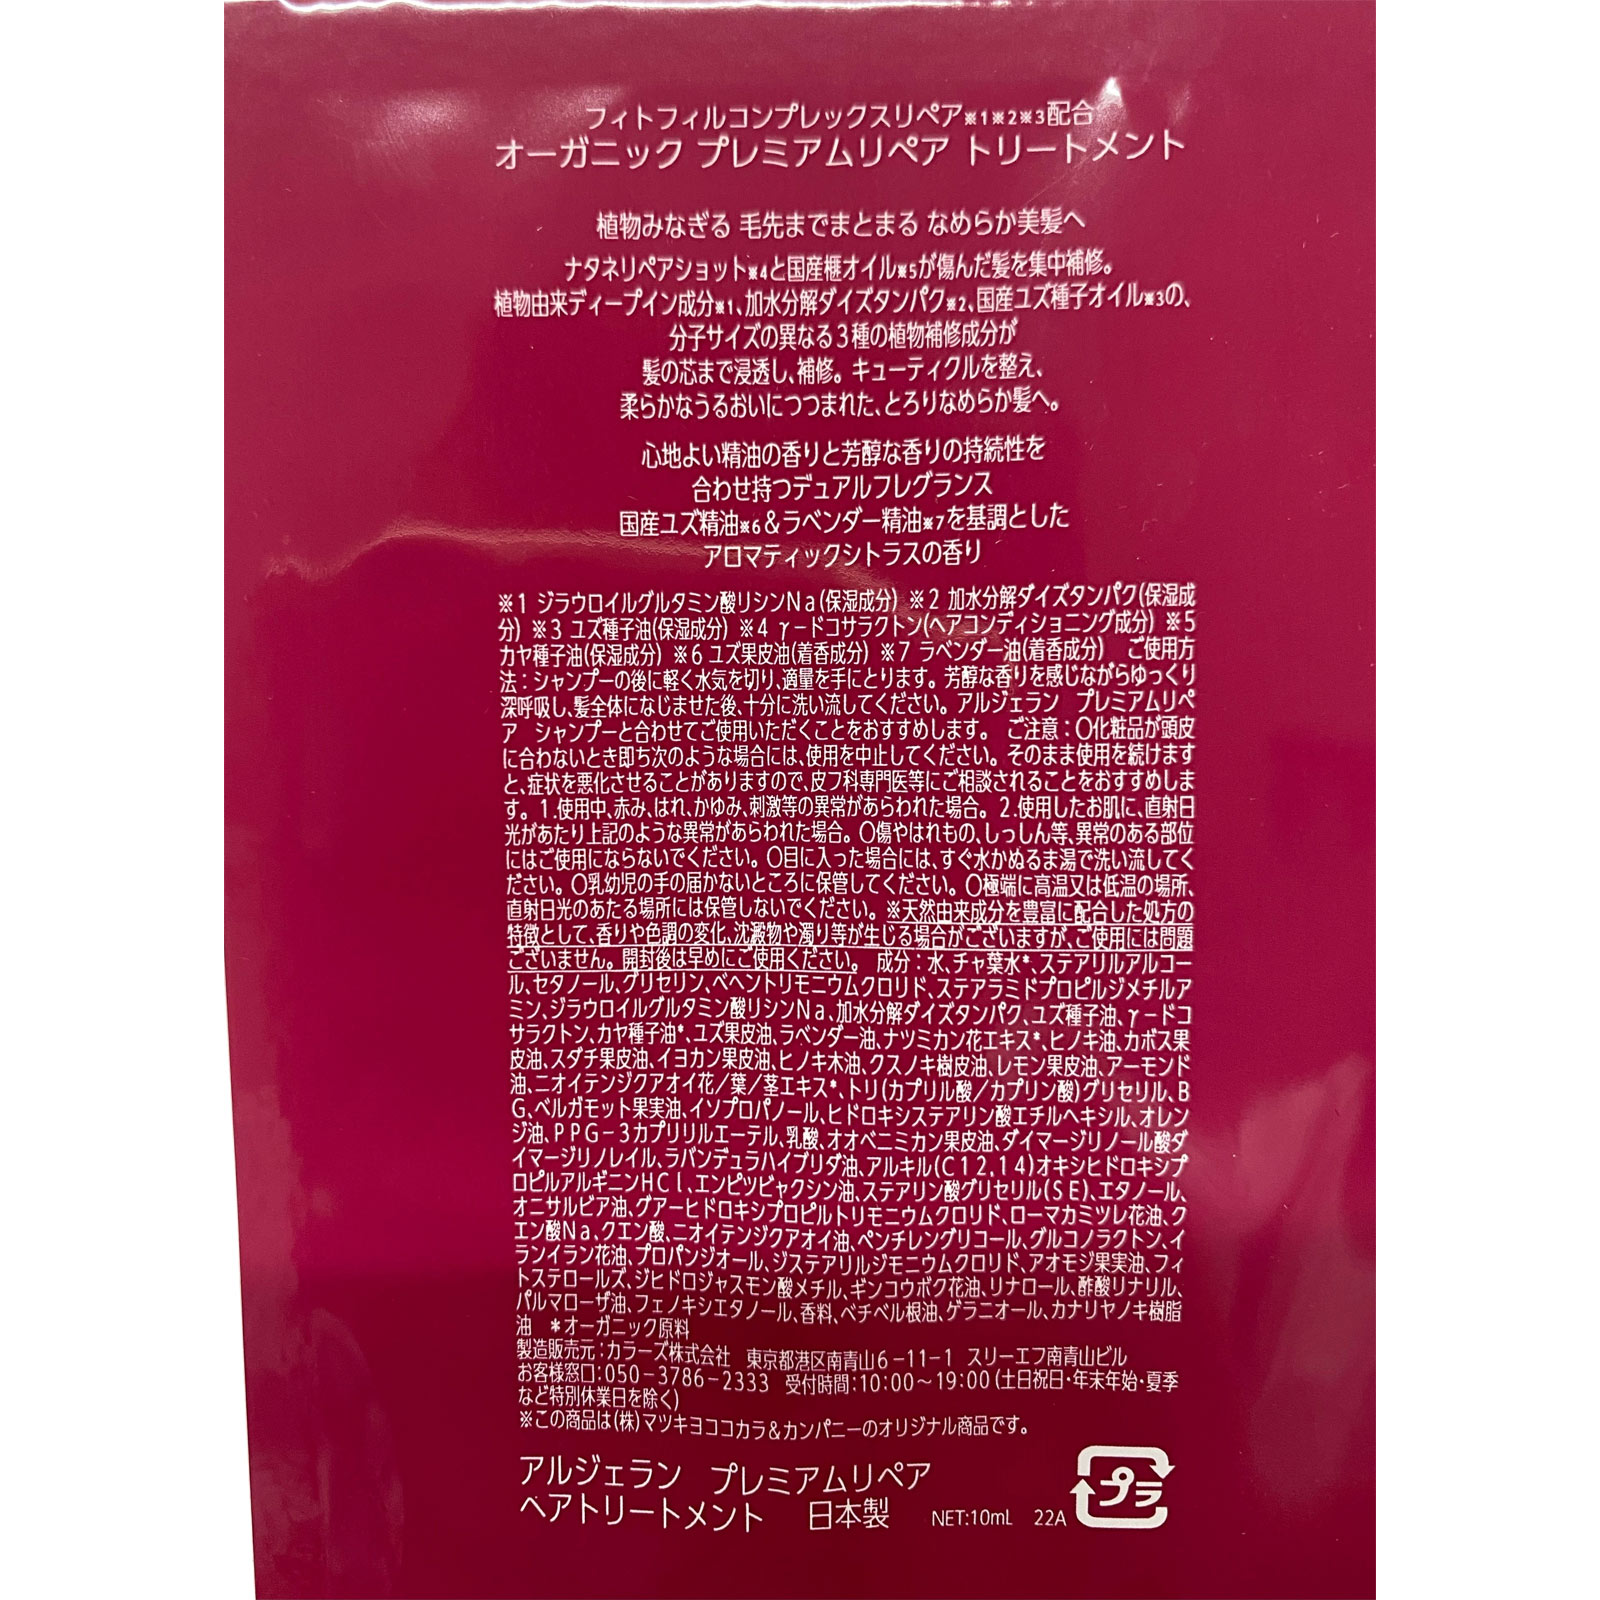 フィトフィルコンプレックスリペア※1※2※3配合
オーガニック プレミアムリペア トリートメント
植物みなぎる 毛先までまとまる なめらか美髪へ
ナタネリペアショット※4と国産榧オイル※5が傷んだ髪を集中補修。
植物由来ディープイン成分※1、加水分解ダイズタンパク※2、国産ユズ種子オイル※3の、
分子サイズの異なる3種の植物補修成分が
髪の芯まで浸透し、補修。キューティクルを整え、
柔らかなうるおいにつつまれた、とろりなめらか髪へ。
心地よい精油の香りと芳醇な香りの持続性を
合わせ持つデュアルフレグランス
国産ユズ精油※6&ラベンダー精油※7を基調とした
アロマティックシトラスの香り
※1 ジラウロイルグルタミン酸リシンNa(保湿成分) ※2 加水分解ダイズタンパク(保湿成
分) ※3 ユズ種子油(保湿成分) ※4 γ-ドコサラクトン(ヘアコンディショニング成分) ※5
カヤ種子油(保湿成分) ※6 ユズ果皮油(着香成分) ※7 ラベンダー油(着香成分) ご使用方
法:シャンプーの後に軽く水気を切り、適量を手にとります。芳醇な香りを感じながらゆっくり
深呼吸し、髪全体になじませた後、十分に洗い流してください。アルジェラン プレミアムリペ
ア シャンプーと合わせてご使用いただくことをおすすめします。 ご注意:〇化粧品が頭皮
に合わないとき即ち次のような場合には、使用を中止してください。そのまま使用を続けます
と、症状を悪化させることがありますので、皮フ科専門医等にご相談されることをおすすめしま
す。1.使用中、赤み、はれ、かゆみ、刺激等の異常があらわれた場合。2.使用したお肌に、直射日
光があたり上記のような異常があらわれた場合。〇傷やはれもの、しっしん等、異常のある部位
にはご使用にならないでください。〇目に入った場合には、すぐ水かぬるま湯で洗い流してく
ださい。〇乳幼児の手の届かないところに保管してください。〇極端に高温又は低温の場所、
直射日光のあたる場所には保管しないでください。※天然由来成分を豊富に配合した処方の
特徴として、香りや色調の変化、沈澱物や濁り等が生じる場合がございますが、ご使用には問題
ございません。開封後は早めにご使用ください。 成分:水、チャ葉水*、ステアリルアルコー
ル、セタノール、グリセリン、ベヘントリモニウムクロリド、ステアラミドプロピルジメチルア
ミン、ジラウロイルグルタミン酸リシンNa、加水分解ダイズタンパク、ユズ種子油、γ-ドコ
サラクトン、カヤ種子油*、ユズ果皮油、ラベンダー油、ナツミカン花エキス*、ヒノキ油、カボス果
皮油、スダチ果皮油、イヨカン果皮油、ヒノキ木油、クスノキ樹皮油、レモン果皮油、アーモンド
油、ニオイテンジクアオイ花/葉/茎エキス*、トリ(カプリル酸/カプリン酸)グリセリル、B
G、ベルガモット果実油、イソプロパノール、ヒドロキシステアリン酸エチルヘキシル、オレン
ジ油、PPG-3カプリリルエーテル、乳酸、オオベニミカン果皮油、ダイマージリノール酸ダ
イマージリノレイル、ラバンデュラハイブリダ油、アルキル(C12,14)オキシヒドロキシプ
ロピルアルギニンHCl、エンピツビャクシン油、ステアリン酸グリセリル(SE)、エタノール、
オニサルビア油、グアーヒドロキシプロピルトリモニウムクロリド、ローマカミツレ花油、ク
エン酸Na、クエン酸、ニオイテンジクアオイ油、ペンチレングリコール、グルコノラクトン、イ
ランイラン花油、プロパンジオール、ジステアリルジモニウムクロリド、アオモジ果実油、フィ
トステロールズ、ジヒドロジャスモン酸メチル、ギンコウボク花油、リナロール、酢酸リナリル、
パルマローザ油、フェノキシエタノール、香料、ベチベル根油、ゲラニオール、カナリヤノキ樹脂
油 *オーガニック原料
製造販売元:カラーズ株式会社 東京都港区南青山6-11-1 スリーエフ南青山ビル
お客様窓口:050-3786-2333 受付時間:10:00〜19:00(土日祝日・年末年始・夏季
など特別休業日を除く)
※この商品は(株)マツキヨココカラ&カンパニーのオリジナル商品です。
アルジェラン プレミアムリペア
ヘアトリートメント 日本製 NET:10mL 22A
プラ